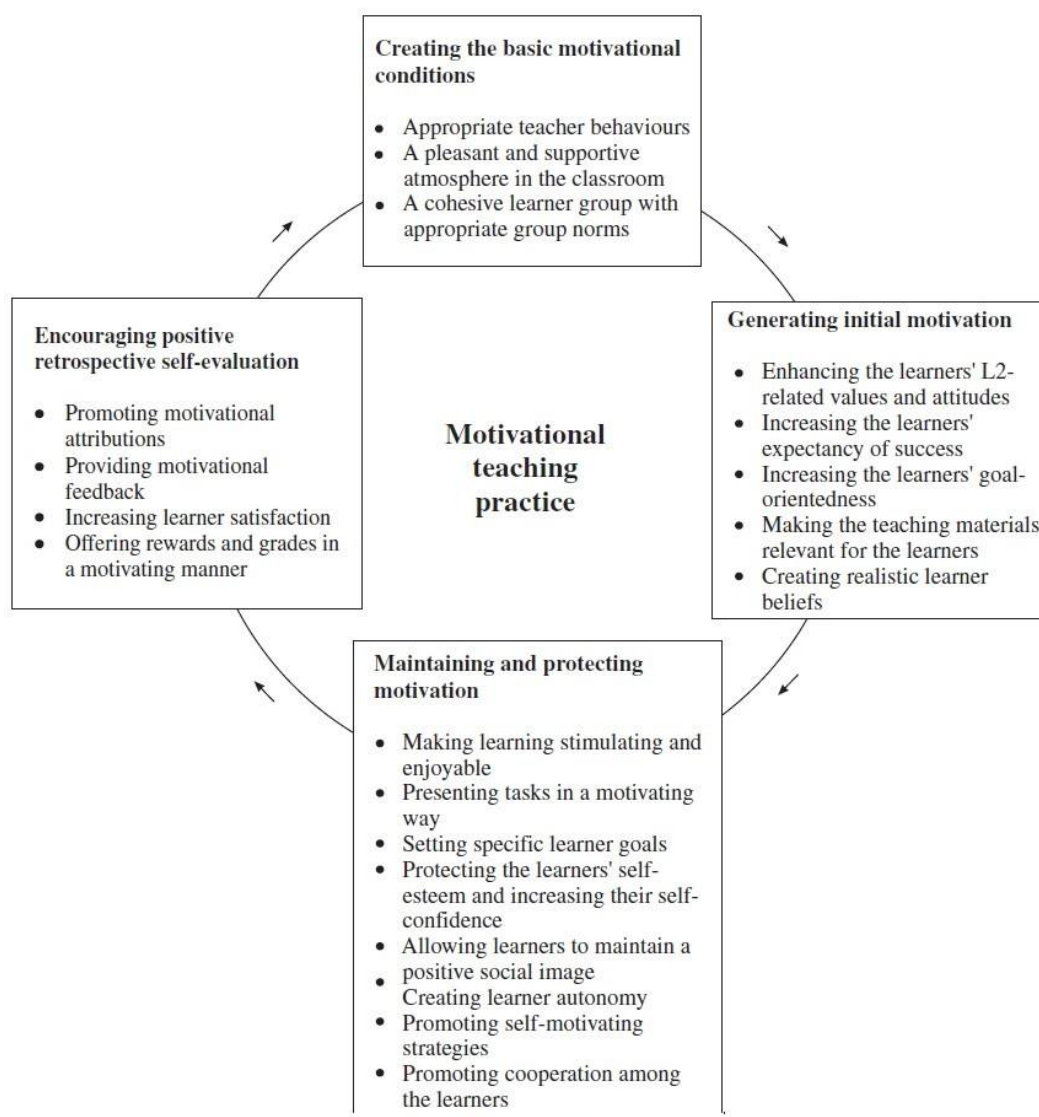 Creating the basic motivational
conditions
• Appropriate teacher behaviours
• A pleasant and supportive
atmosphere in the classroom
• A cohesive learner group with
appropriate group norms
Generating initial motivation
• Enhancing the learners' L2-
related values and attitudes
• Increasing the learners'
expectancy of success
• Increasing the learners' goal-
orientedness
• Making the teaching materials
relevant for the learners
• Creating realistic learner
beliefs
Encouraging positive
retrospective self-evaluation
• Promoting motivational
attributions
• Providing motivational
feedback
• Increasing learner satisfaction
• Offering rewards and grades in
a motivating manner
Motivational
teaching
practice
Maintaining and protecting
motivation
• Making learning stimulating and
enjoyable
• Presenting tasks in a motivating
way
• Setting specific learner goals
• Protecting the learners' self-
esteem and increasing their self-
confidence
• Allowing learners to maintain a
positive social image
• Creating learner autonomy
• Promoting self-motivating
strategies
• Promoting cooperation among
the learners